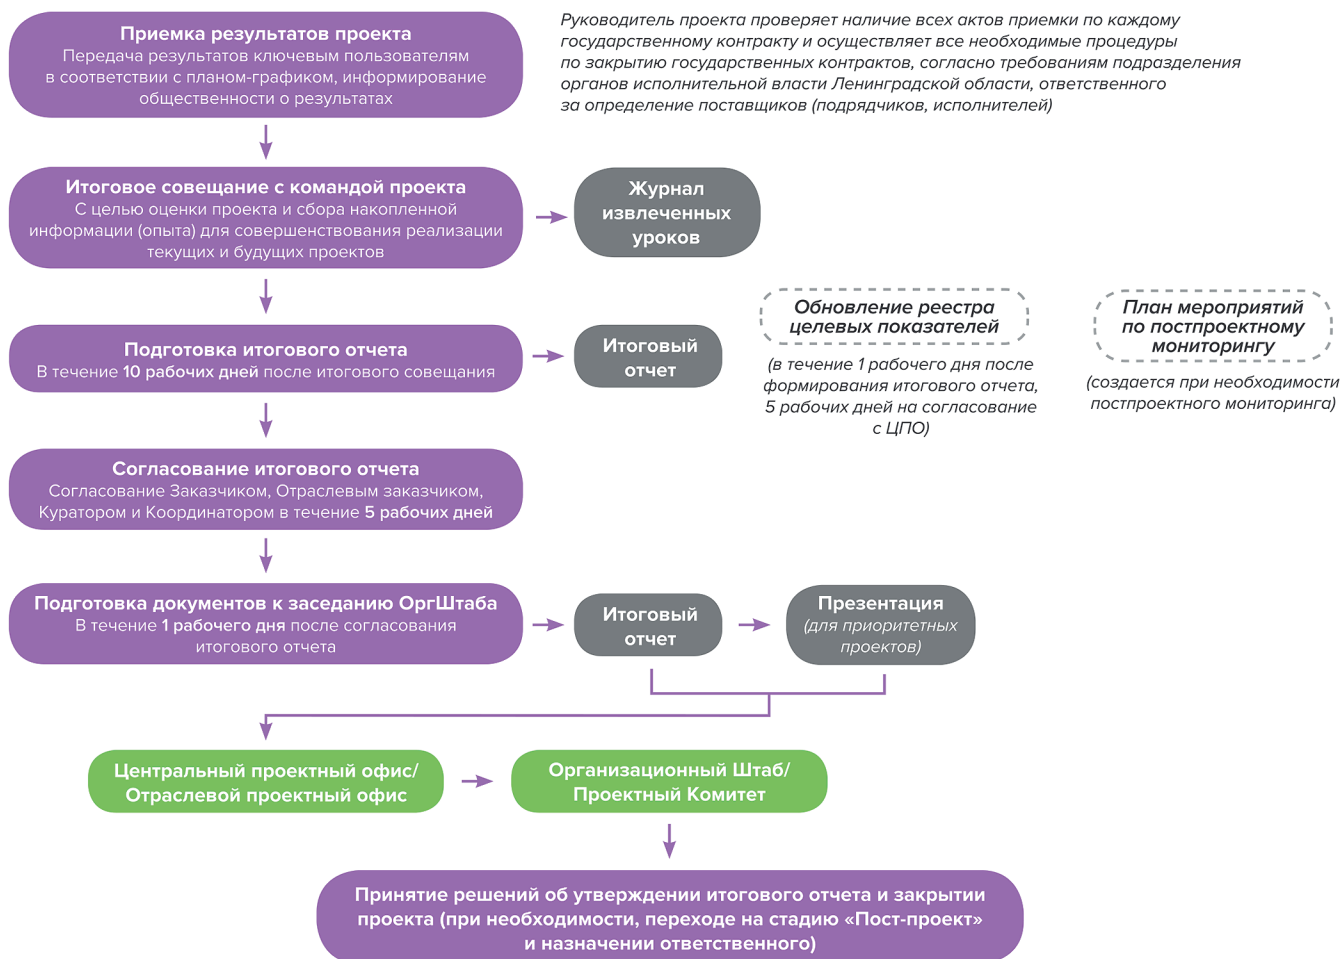 Приемка результатов проекта
Передача результатов ключевым пользователям
в соответствии с планом-графиком, информирование
общественности о результатах
Руководитель проекта проверяет наличие всех актов приемки по каждому
государственному контракту и осуществляет все необходимые процедуры
по закрытию государственных контрактов, согласно требованиям подразделения
органов исполнительной власти Ленинградской области, ответственного
за определение поставщиков (подрядчиков, исполнителей)
Итоговое совещание с командой проекта
С целью оценки проекта и сбора накопленной
информации (опыта) для совершенствования реализации
текущих и будущих проектов
Журнал
извлеченных
уроков
Подготовка итогового отчета
В течение 10 рабочих дней после итогового совещания
Итоговый
отчет
Обновление реестра
целевых показателей
(в течение 1 рабочего дня после
формирования итогового отчета,
5 рабочих дней на согласование
с ЦПО)
План мероприятий
по постпроектному
мониторингу
(создается при необходимости
постпроектного мониторинга)
Согласование итогового отчета
Согласование Заказчиком, Отраслевым заказчиком,
Куратором и Координатором в течение 5 рабочих дней
Подготовка документов к заседанию ОргШтаба
В течение 1 рабочего дня после согласования
итогового отчета
Итоговый
отчет
Презентация
(для приоритетных
проектов)
Центральный проектный офис/
Отраслевой проектный офис
Организационный Штаб/
Проектный Комитет
Принятие решений об утверждении итогового отчета и закрытии
проекта (при необходимости, переходе на стадию «Пост-проект»
и назначении ответственного)